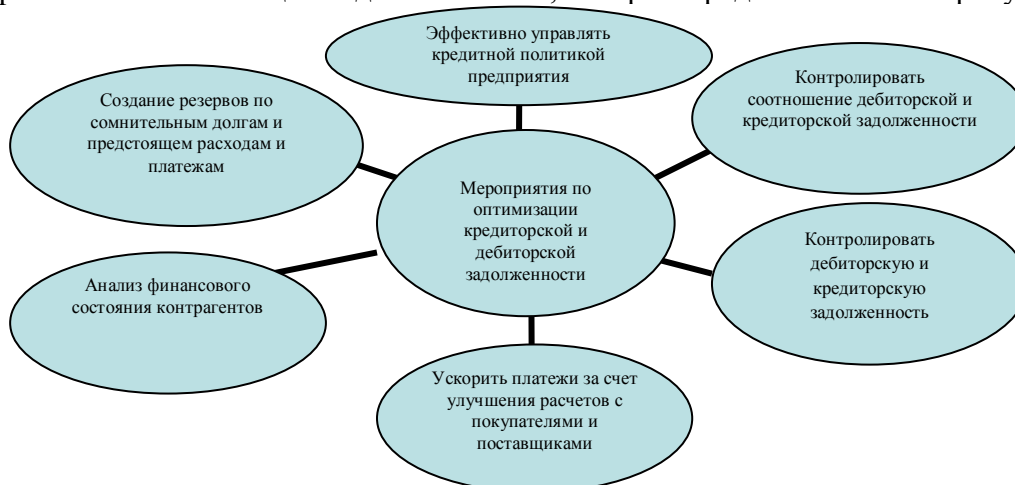 Эффективно управлять
кредитной политикой
предприятия
Создание резервов по
сомнительным долгам и
предстоящем расходам и
платежам
Контролировать
соотношение дебиторской и
кредиторской задолженности
Мероприятия по
оптимизации
кредиторской и
дебиторской
задолженности
Анализ финансового
состояния контрагентов
Контролировать
дебиторскую и
кредиторскую
задолженность
Ускорить платежи за счет
улучшения расчетов с
покупателями и
поставщиками